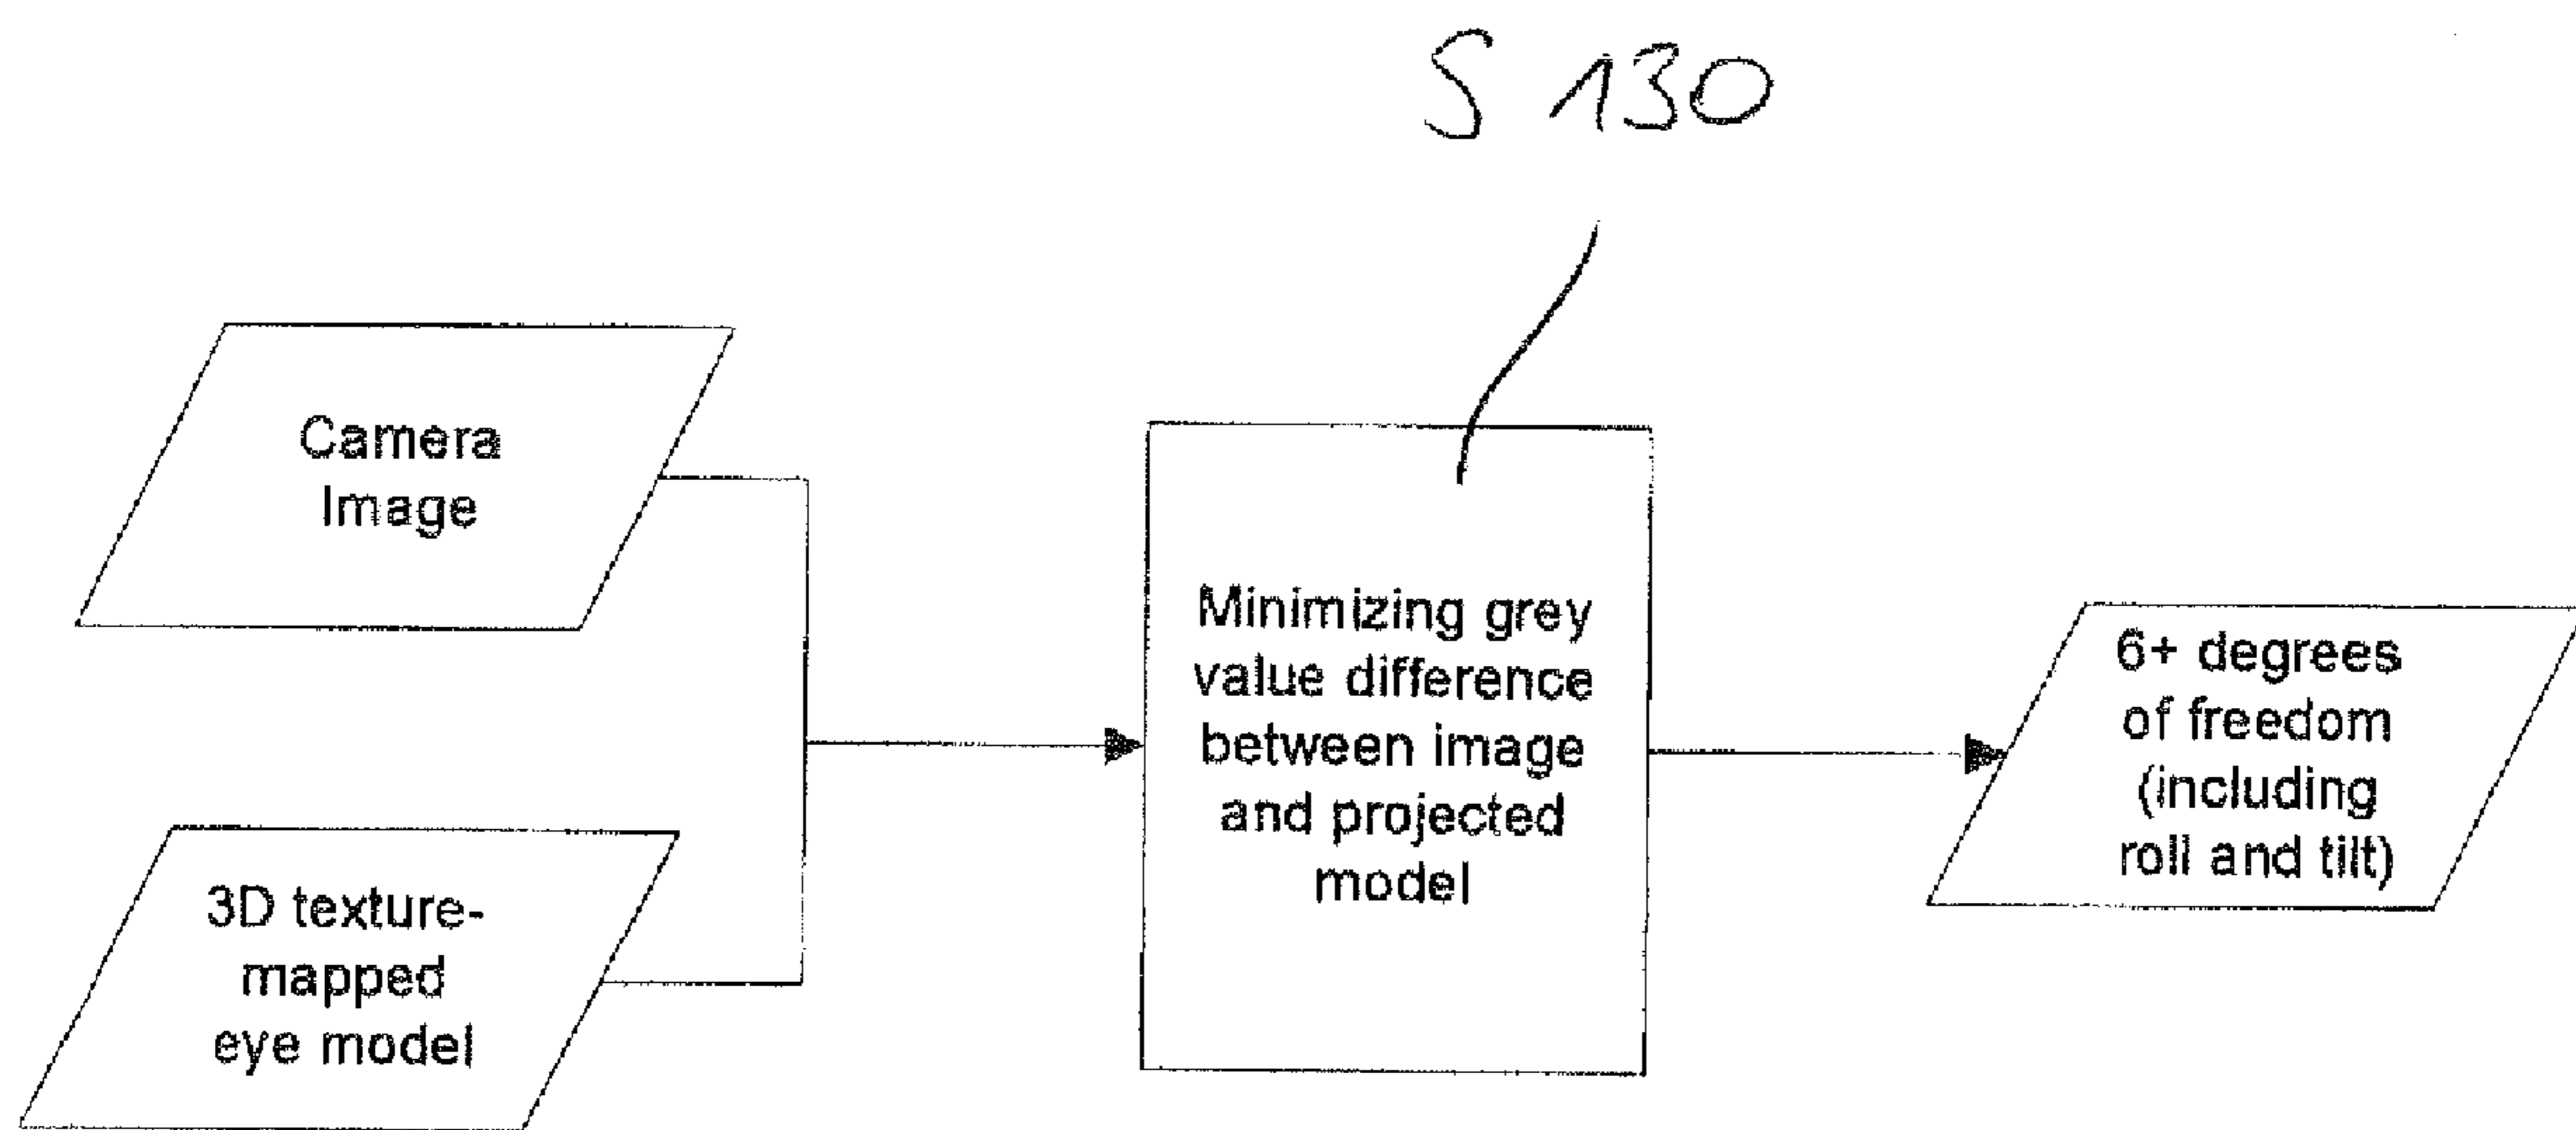 S 130
Camera
Image
3D texture-
mapped
eye model
Minimizing grey
value difference
between image
and projected
model
6+ degrees
of freedom
(including
roll and tilt)